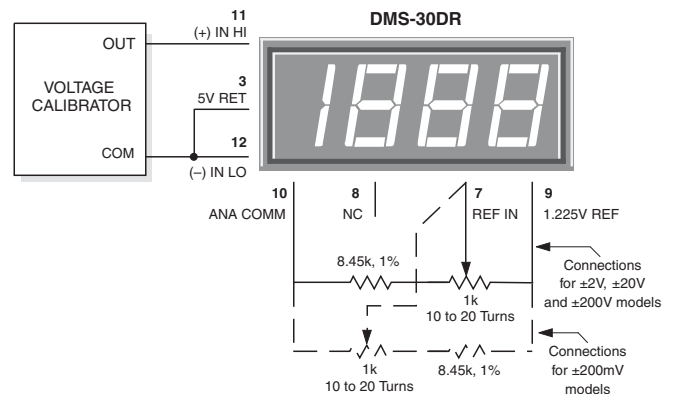 DMS-30DR
11
(+) IN HI
OUT
3
5V RET
VOLTAGE
CALIBRATOR
1888
12
COM
(–) IN LO
10
8
7
9
ANA COMM
NC
REF IN
1.225V REF
8.45k, 1%
1k
10 to 20 Turns
Connections
for ±2V, ±20V
and ±200V models
1k
10 to 20 Turns
8.45k, 1%
Connections
for ±200mV
models